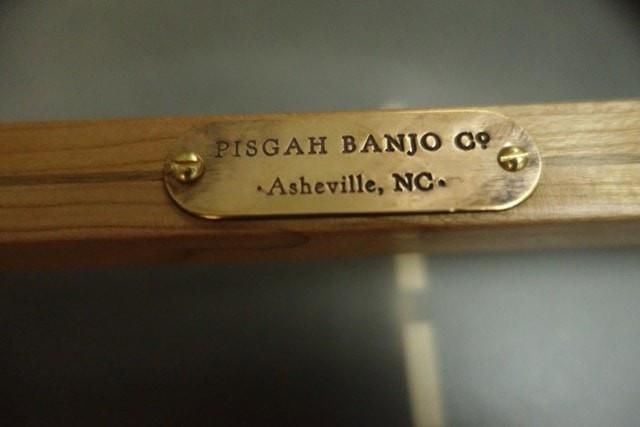 PISGAH BANJO Cº
·Asheville, NC·